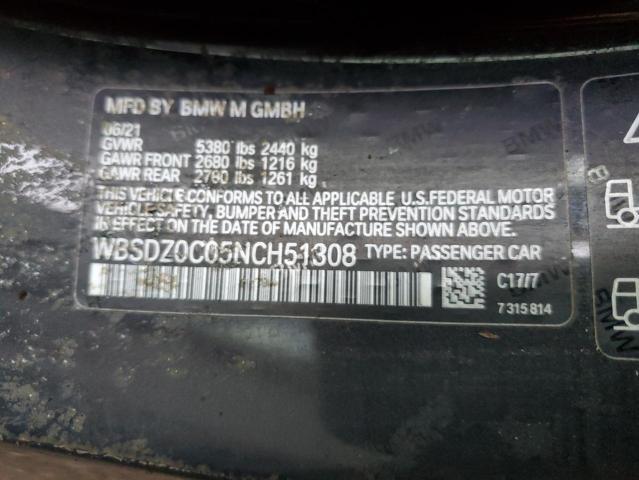 MFD BY BMW M GMBH
06/21
GVWR 5380 lbs 2440 kg
GAWR FRONT 2680 lbs 1216 kg
GAWR REAR 2780 lbs 1261 kg
THIS VEHICLE CONFORMS TO ALL APPLICABLE U.S.FEDERAL MOTOR
VEHICLE SAFETY, BUMPER AND THEFT PREVENTION STANDARDS
IN EFFECT ON THE DATE OF MANUFACTURE SHOWN ABOVE.
WBSDZ0C05NCH51308 TYPE: PASSENGER CAR
C17/7
7 315 814